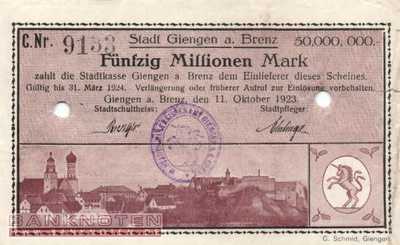 C.Nr. 9153 Stadt Giengen a. Brenz 50,000,000.-
Fünfzig Millionen Mark
zahlt die Stadtkasse Giengen a. Brenz dem Einlieferer dieses Scheines.
Gültig bis 31. März 1924. Verlängerung oder früherer Aufruf zur Einlösung vorbehalten.
Giengen a. Brenz, den 11. Oktober 1923.
Stadtschultheiss: Stadtpfleger:
BANKNOTEN
G. Schmid, Giengen